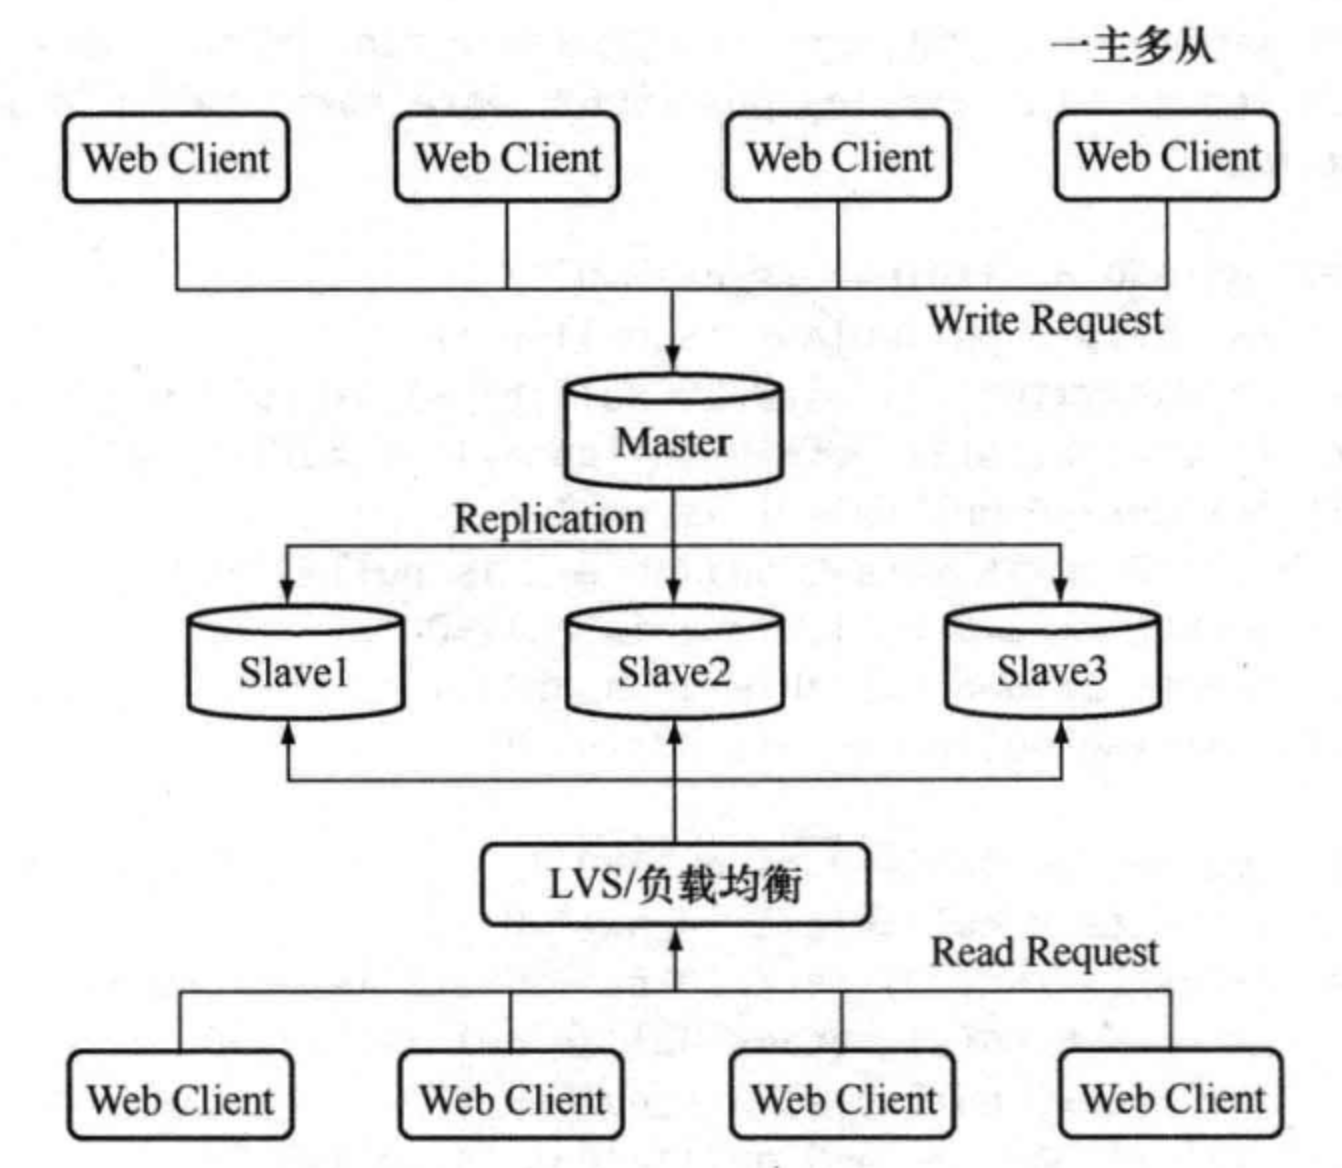 一主多从
Web Client
Web Client
Web Client
Web Client
Write Request
Master
Replication
Slave1
Slave2
Slave3
LVS/负载均衡
Read Request
Web Client
Web Client
Web Client
Web Client